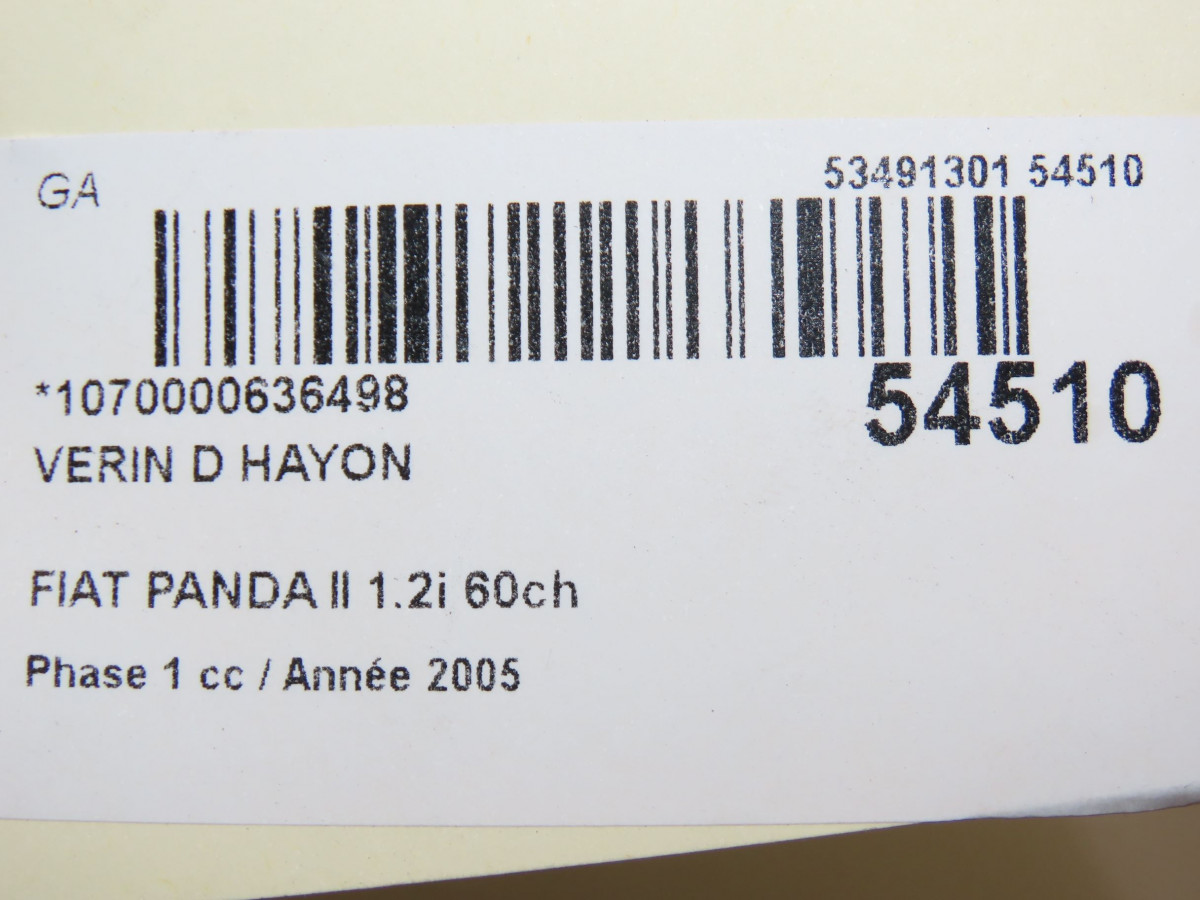 GA
53491301 54510
*1070000636498
54510
VERIN D HAYON
FIAT PANDA II 1.2i 60ch
Phase 1 cc / Année 2005